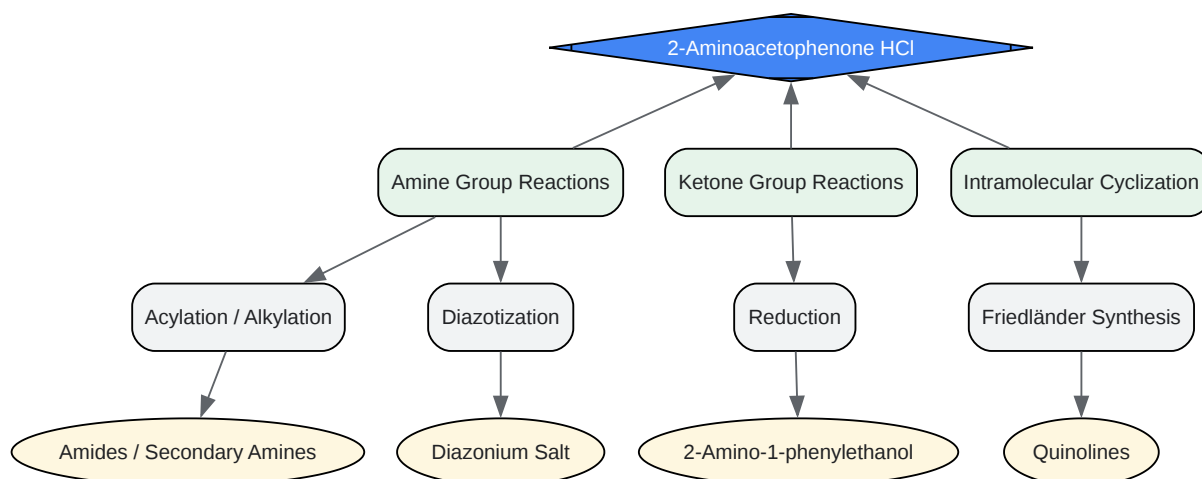 2-Aminoacetophenone HCl
Amine Group Reactions
Ketone Group Reactions
Intramolecular Cyclization
Acylation / Alkylation
Diazotization
Reduction
Friedländer Synthesis
Amides / Secondary Amines
Diazonium Salt
2-Amino-1-phenylethanol
Quinolines